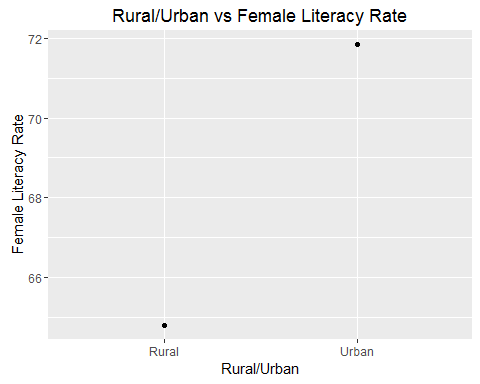 Rural/Urban vs Female Literacy Rate
Female Literacy Rate
72
70
68
66
Rural Urban
Rural/Urban